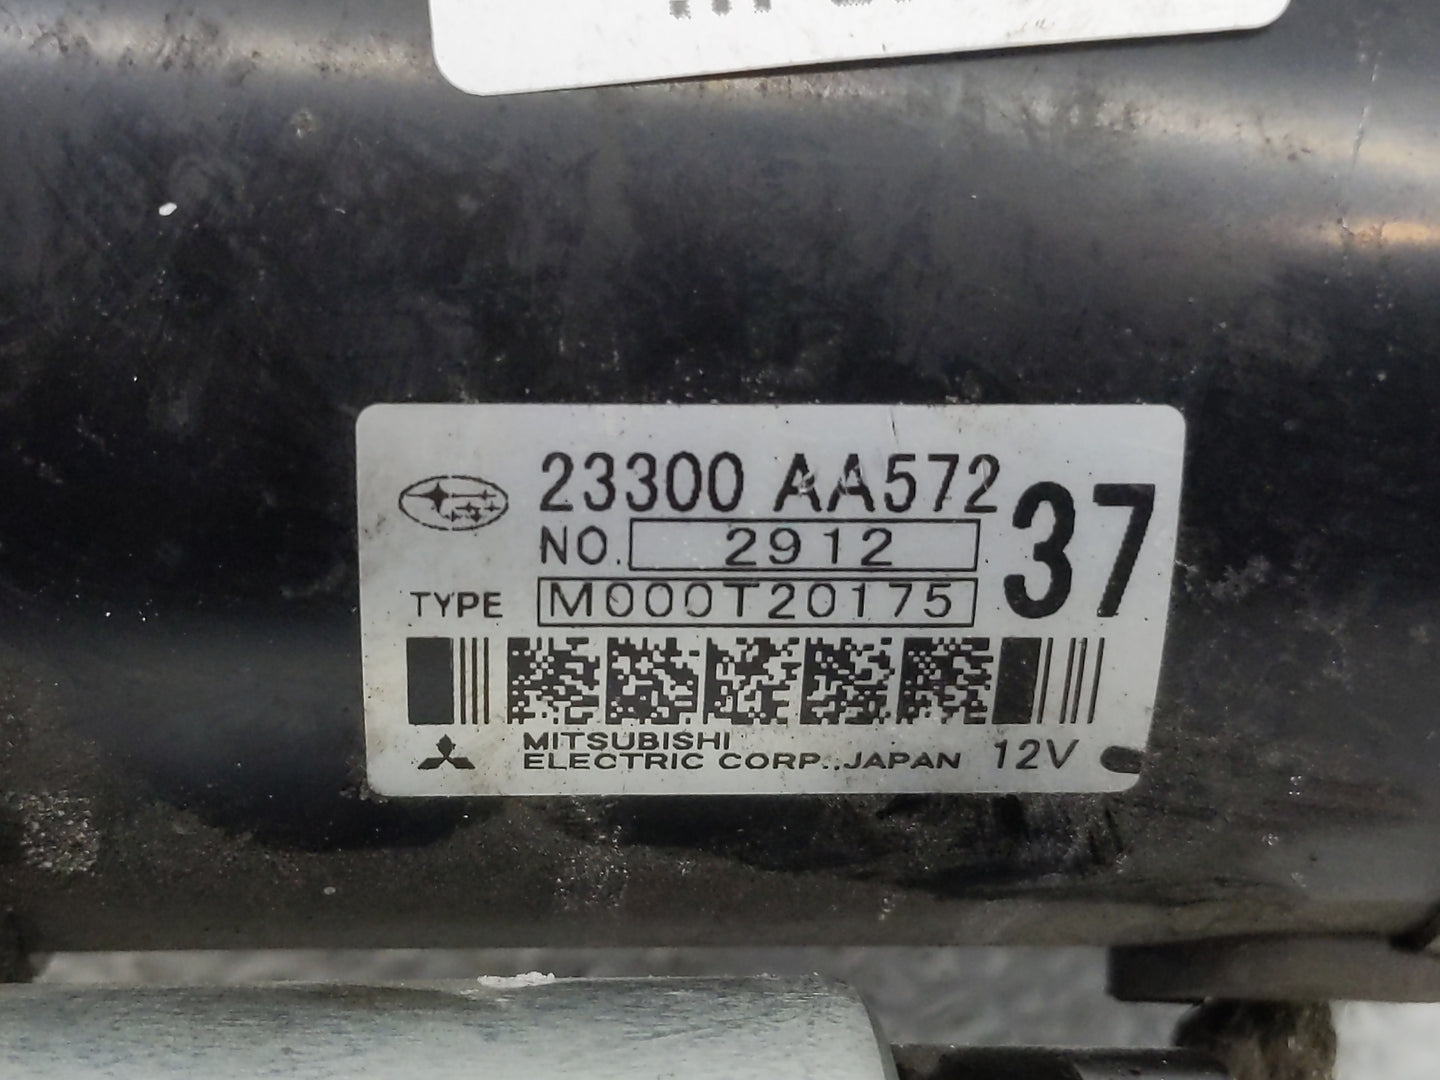 23300 AA572
37
NO. 2912
TYPE M000T20175
MITSUBISHI
ELECTRIC CORP., JAPAN 12V